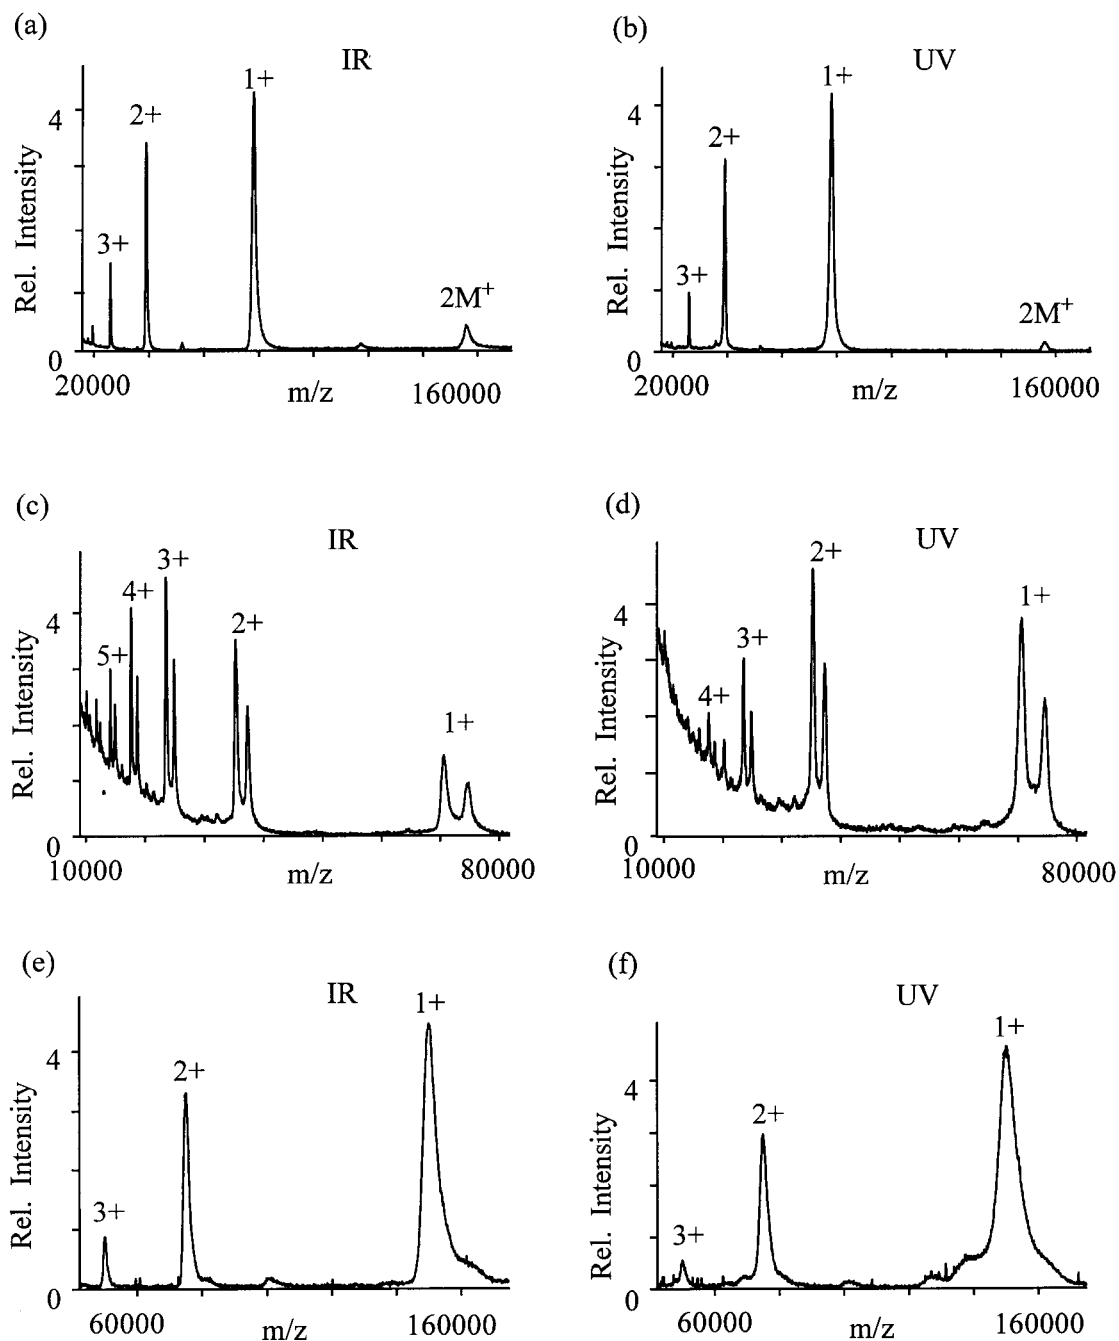 (a)
IR
Rel. Intensity
4
0
3+
2+
1+
2M+
20000
m/z
160000
(b)
UV
Rel. Intensity
4
0
3+
2+
1+
2M+
20000
m/z
160000
(c)
IR
Rel. Intensity
4
0
5+
4+
3+
2+
1+
10000
m/z
80000
(d)
UV
Rel. Intensity
4
0
4+
3+
2+
1+
10000
m/z
80000
(e)
IR
Rel. Intensity
4
0
3+
2+
1+
60000
m/z
160000
(f)
UV
Rel. Intensity
4
0
3+
2+
1+
60000
m/z
160000